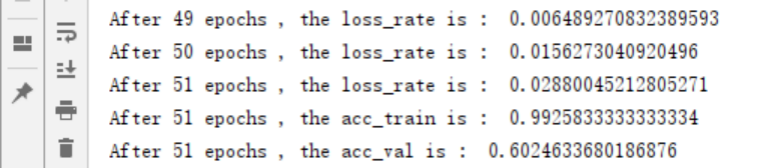 After 49 epochs , the loss_rate is :  0.006489270832389593
After 50 epochs , the loss_rate is :  0.0156273040920496
After 51 epochs , the loss_rate is :  0.02880045212805271
After 51 epochs , the acc_train is :  0.9925833333333334
After 51 epochs , the acc_val is :  0.6024633680186876